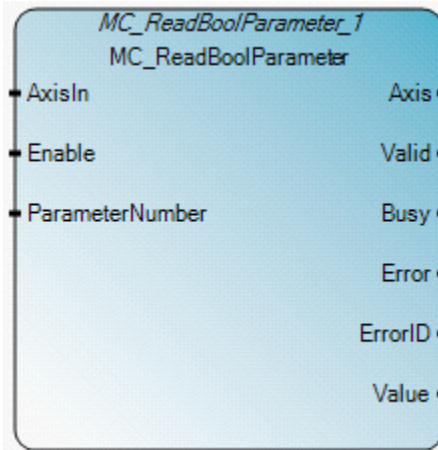 MC_ReadBoolParameter_1
MC_ReadBoolParameter
AxisIn Axis
Enable Valid
ParameterNumber Busy
Error
ErrorID
Value